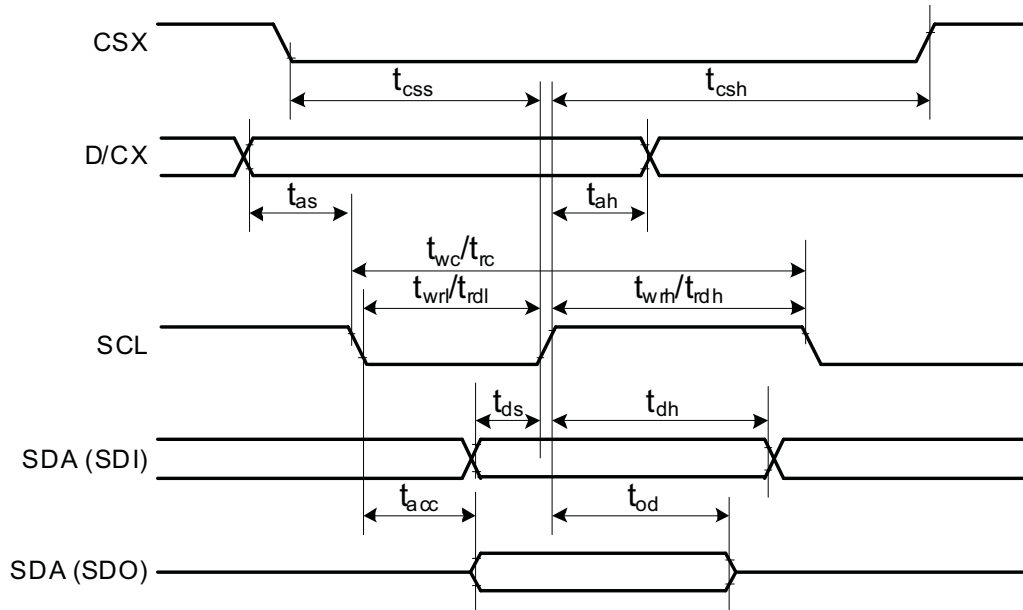 CSX
tcss
tcsh
D/CX
tas
tah
twc/trc
twrl/trdl
twrh/trdh
SCL
tds
tdh
SDA (SDI)
tacc
tod
SDA (SDO)